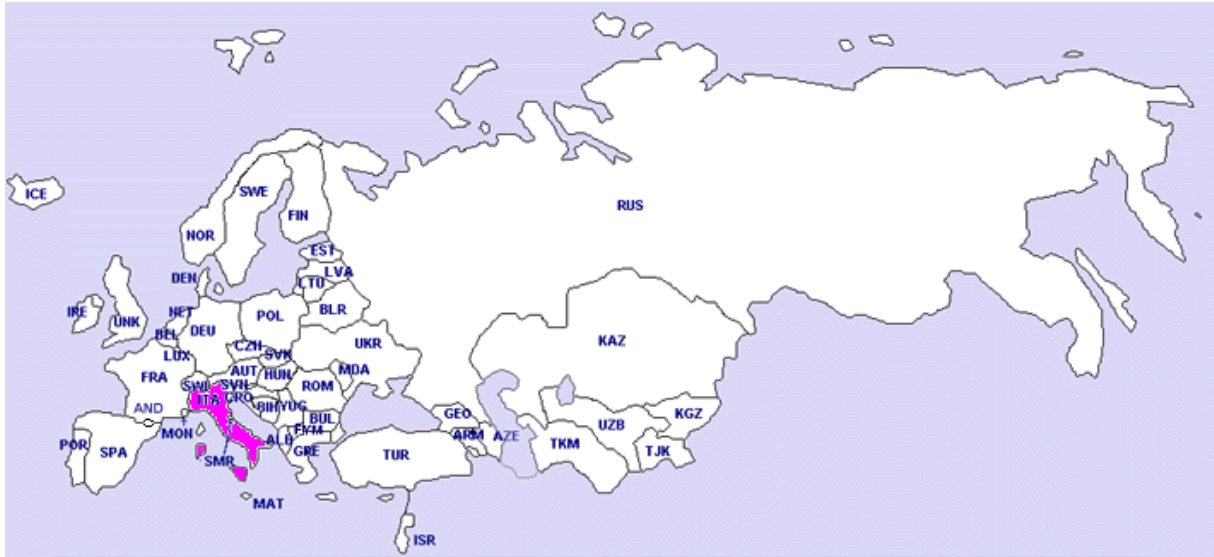 ICE
SWE
FIN
NOR
RUS
EST
LVA
LTU
DEN
IRE
UNK
NET
BEL
DEU
POL
BLR
LUX
CZH
SVK
UKR
KAZ
FRA
SWI
AUT
HUN
MDA
SVN
ITA
CRO
ROM
BIH
YUG
AND
MON
BUL
FYM
ALB
GRE
GEO
ARM
AZE
UZB
KGZ
TKM
TJK
POR
SPA
SMR
TUR
MAT
ISR